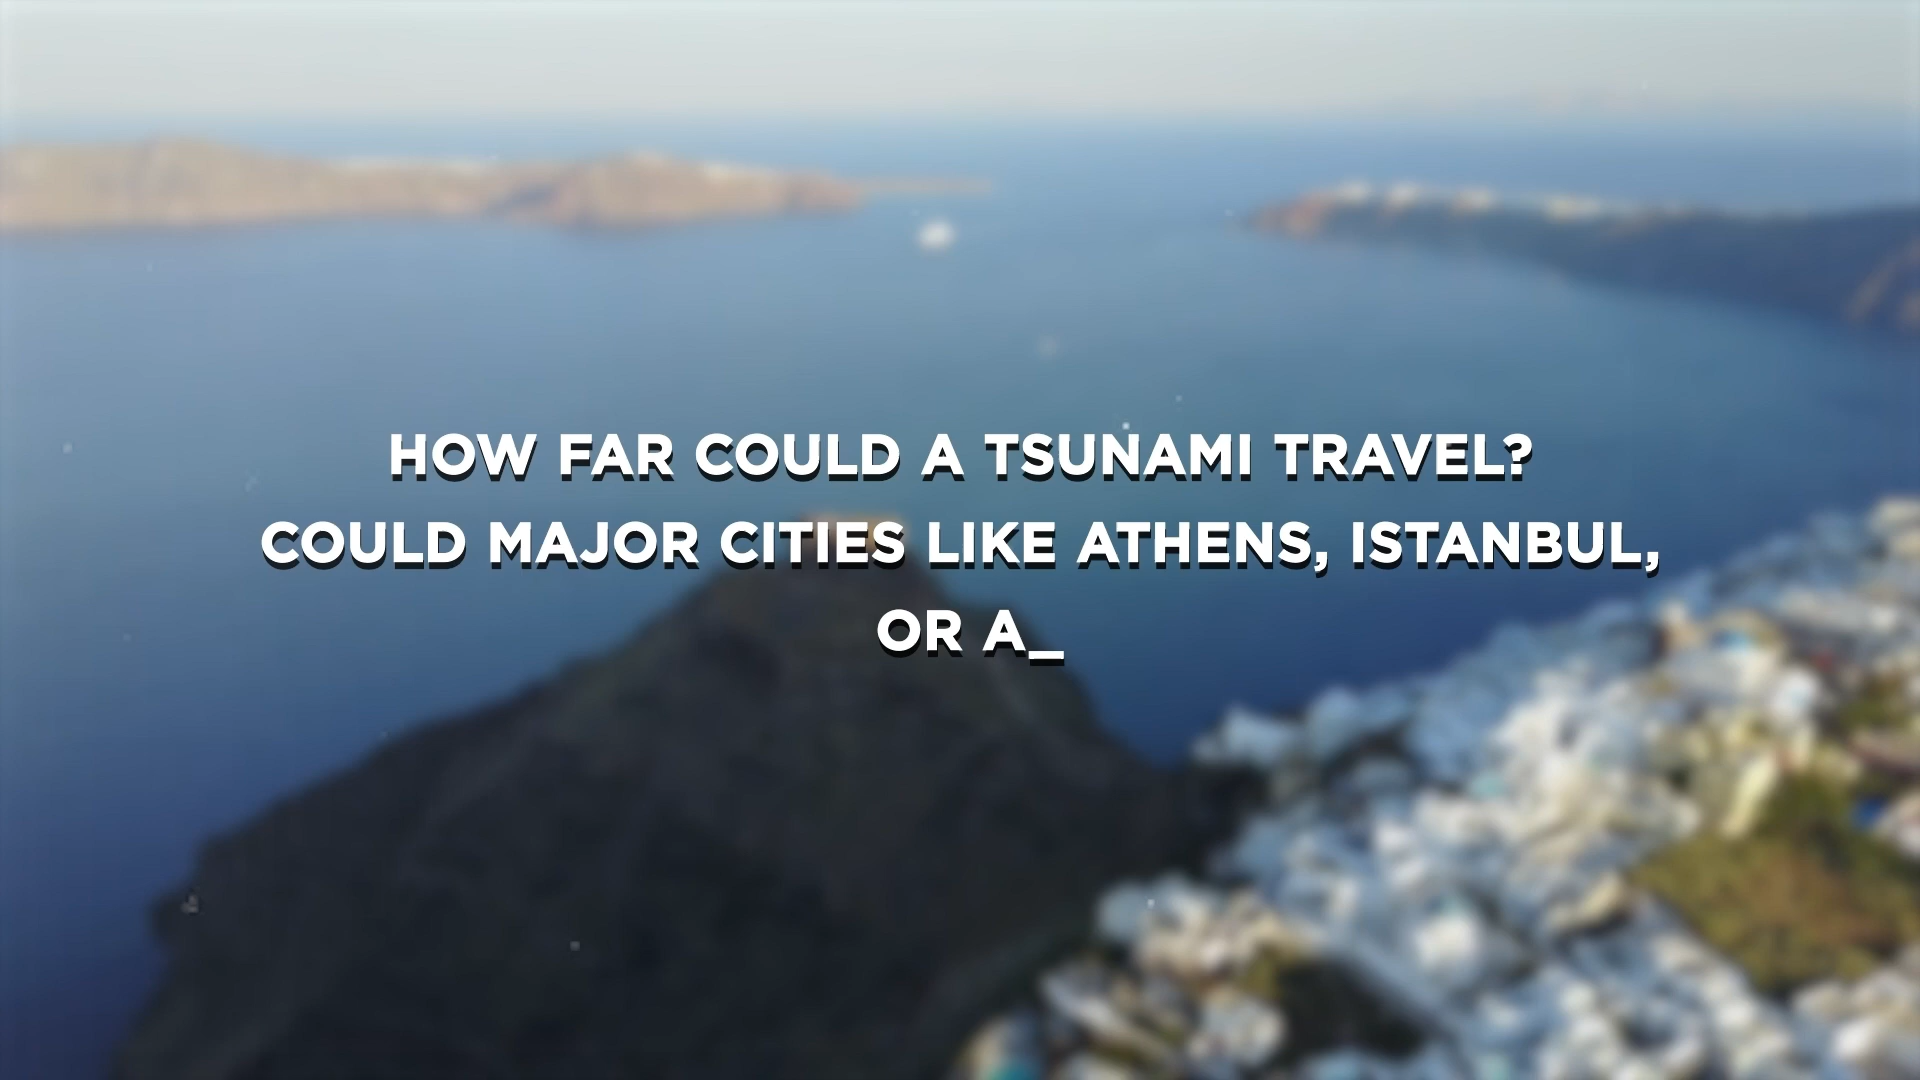 HOW FAR COULD A TSUNAMI TRAVEL?
COULD MAJOR CITIES LIKE ATHENS, ISTANBUL,
OR A_